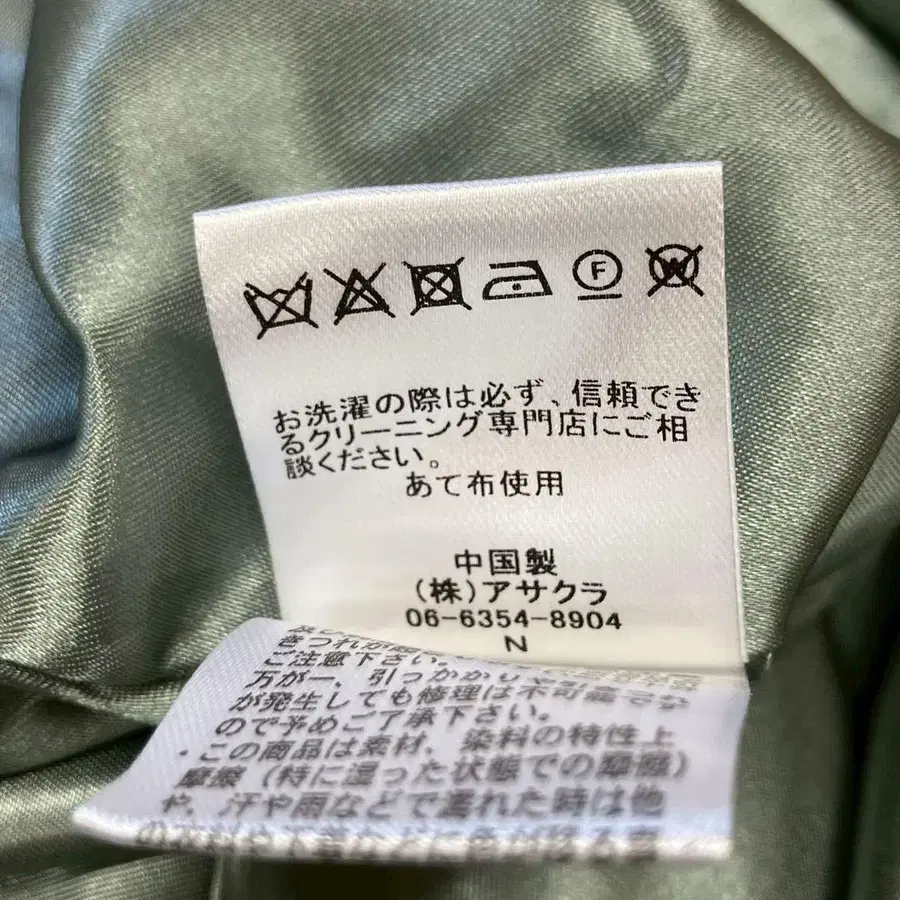 F W
お洗濯の際は必ず、信頼でき
るクリーニング専門店にご相
談ください。
あて布使用
中国製
(株)アサクラ
06-6354-8904
N
ご注意下さい。
万が一、引っかかり
が発生しても修理は不可能でな
ので予めご了承下さい。
・この商品は素材、染料の特性上
摩擦(特に湿った状態での摩擦)
や、汗や雨などで濡れた時は他